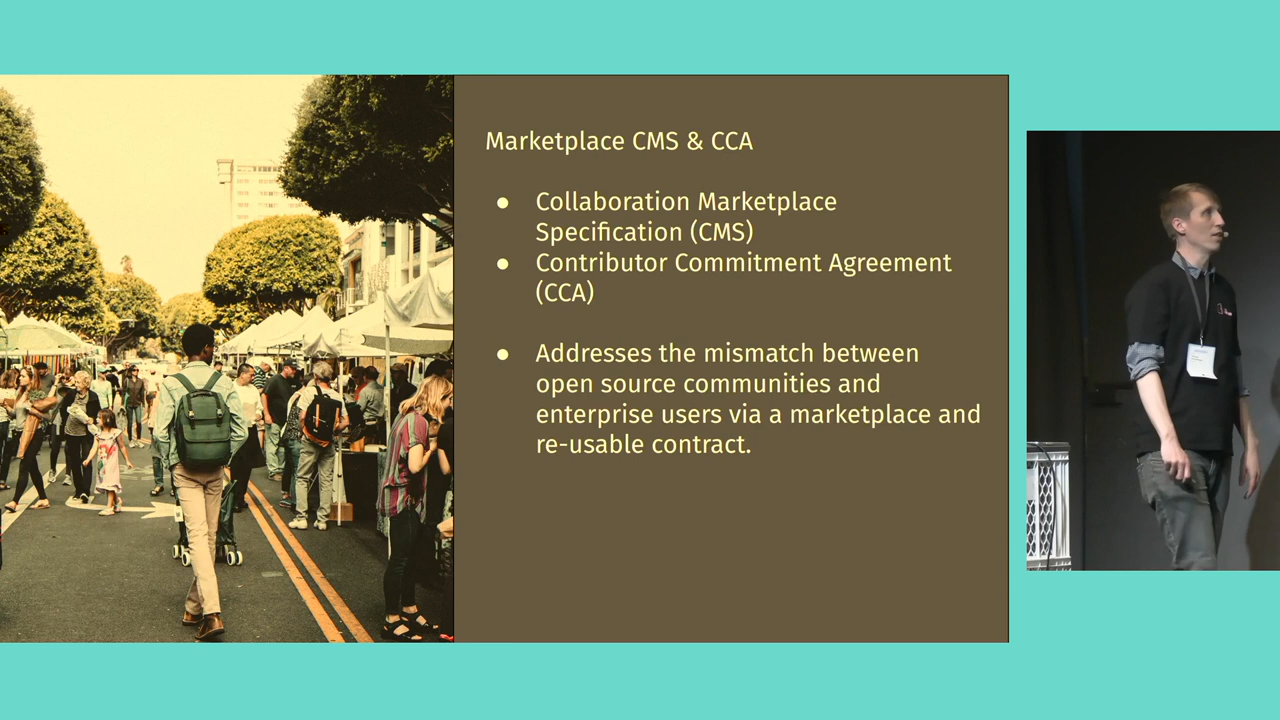 Marketplace CMS & CCA
● Collaboration Marketplace
Specification (CMS)
● Contributor Commitment Agreement
(CCA)
● Addresses the mismatch between
open source communities and
enterprise users via a marketplace and
re-usable contract.